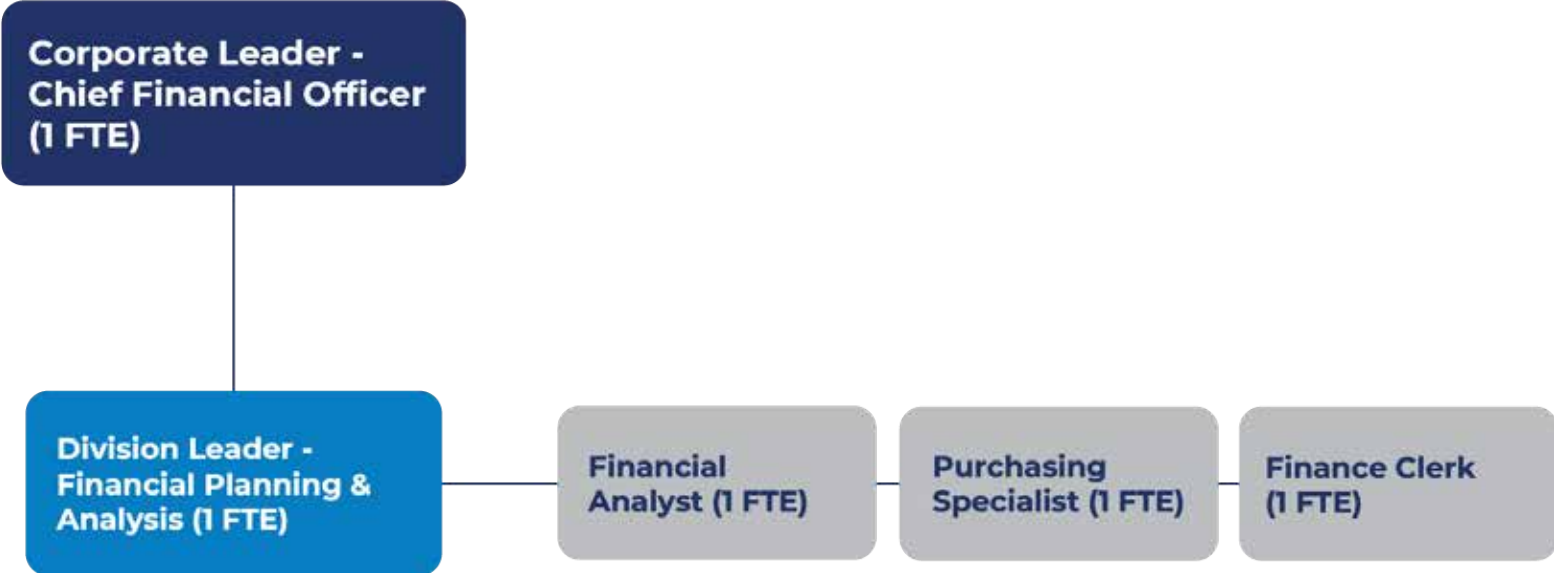 Corporate Leader -
Chief Financial Officer
(1 FTE)
Division Leader -
Financial Planning &
Analysis (1 FTE)
Financial
Analyst (1 FTE)
Purchasing
Specialist (1 FTE)
Finance Clerk
(1 FTE)